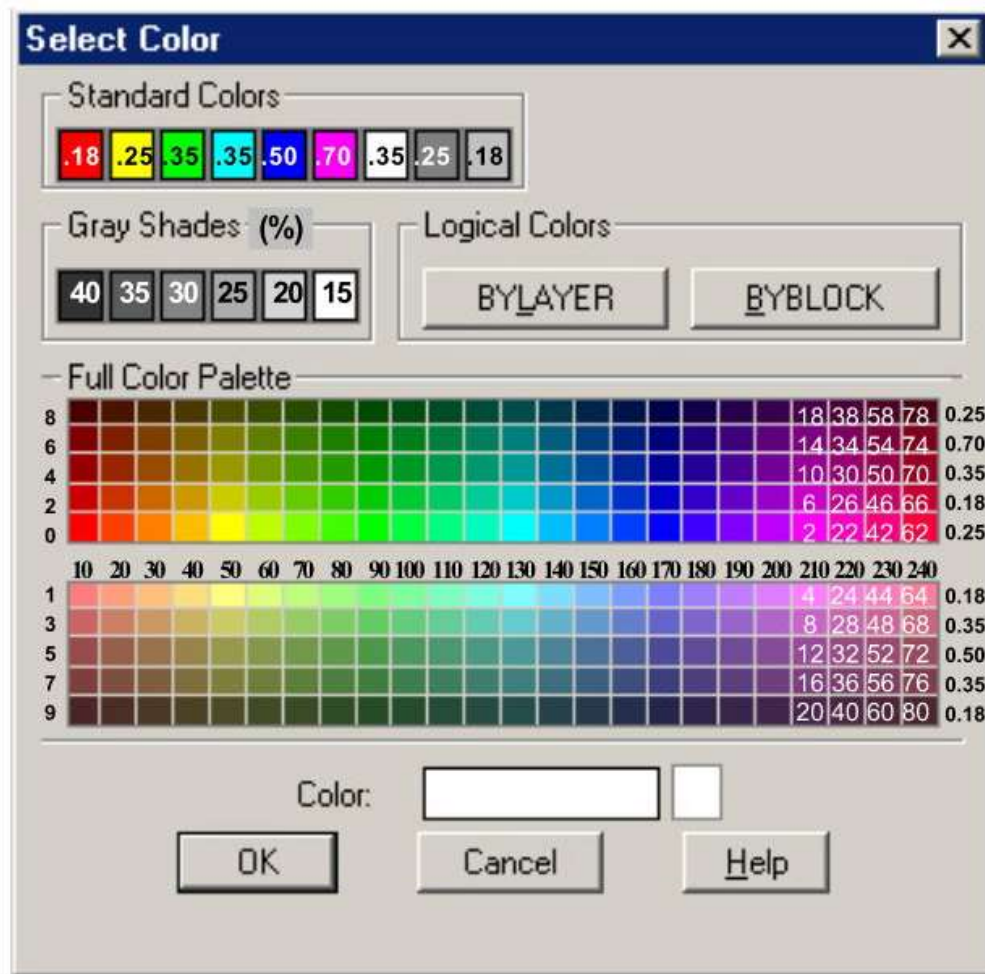 Select Color
Standard Colors
.18 .25 .35 .35 .50 .70 .35 .25 .18
Gray Shades (%) Logical Colors
40 35 30 25 20 15 BYLAYER BYBLOCK
Full Color Palette
8 18 38 58 78 0.25
6 14 34 54 74 0.70
4 10 30 50 70 0.35
2 6 26 46 66 0.18
0 2 22 42 62 0.25
10 20 30 40 50 60 70 80 90 100 110 120 130 140 150 160 170 180 190 200 210 220 230 240
1 4 24 44 64 0.18
3 8 28 48 68 0.35
5 12 32 52 72 0.50
7 16 36 56 76 0.35
9 20 40 60 80 0.18
Color:
OK Cancel Help